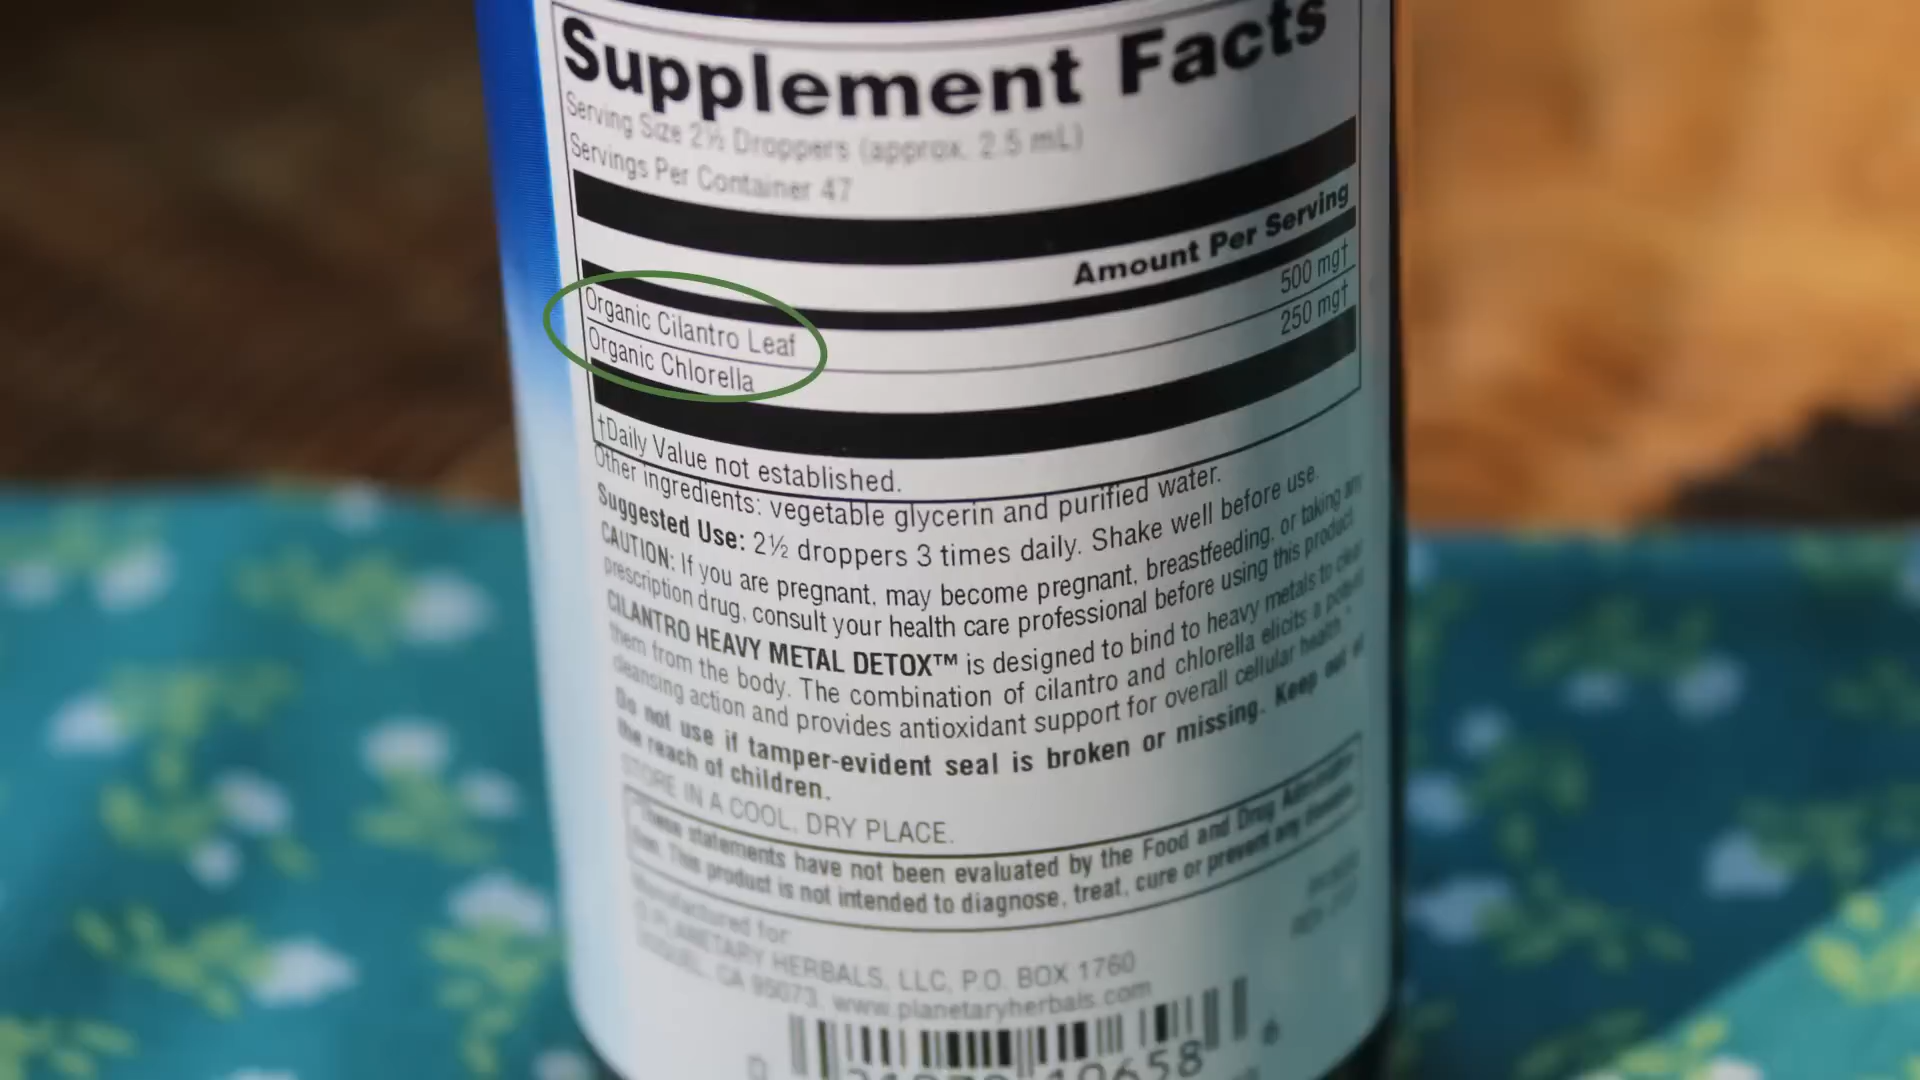 Supplement Facts
Serving Size 2½ Droppers (approx. 2.5 mL)
Servings Per Container 47
Amount Per Serving
Organic Cilantro Leaf 500 mg†
Organic Chlorella 250 mg†
†Daily Value not established.
Other ingredients: vegetable glycerin and purified water.
Suggested Use: 2½ droppers 3 times daily. Shake well before use.
CAUTION: If you are pregnant, may become pregnant, breastfeeding, or taking any
prescription drug, consult your health care professional before using this product.
CILANTRO HEAVY METAL DETOX™ is designed to bind to heavy metals to clear
them from the body. The combination of cilantro and chlorella elicits a potent
cleansing action and provides antioxidant support for overall cellular health.*
Do not use if tamper-evident seal is broken or missing. Keep out of
the reach of children.
STORE IN A COOL, DRY PLACE.
*These statements have not been evaluated by the Food and Drug
This product is not intended to diagnose, treat, cure or prevent any disease.
Manufactured for
© PLANETARY HERBALS, LLC, P.O. BOX 1760
SOQUEL, CA 95073, www.planetaryherbals.com
6